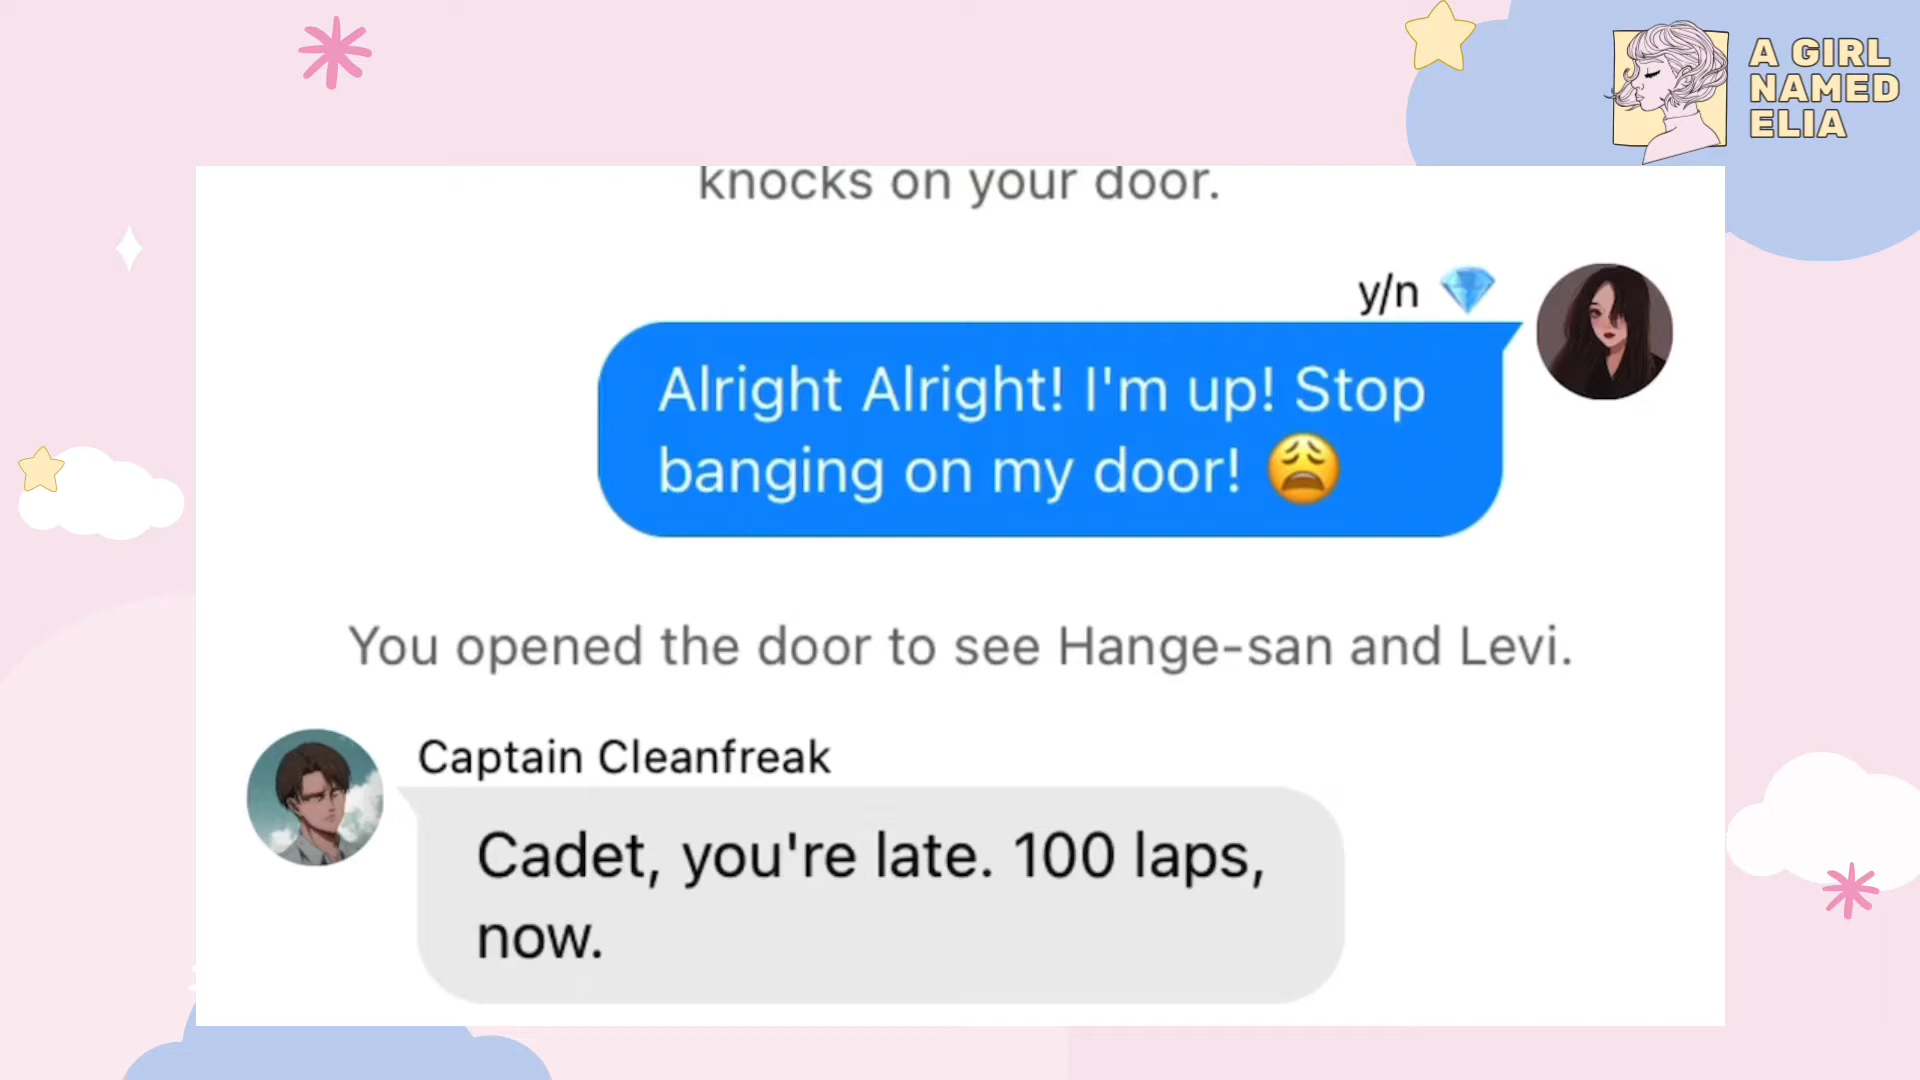 A GIRL
NAMED
ELIA
knocks on your door.
y/n 💎
Alright Alright! I'm up! Stop
banging on my door! 😩
You opened the door to see Hange-san and Levi.
Captain Cleanfreak
Cadet, you're late. 100 laps,
now.